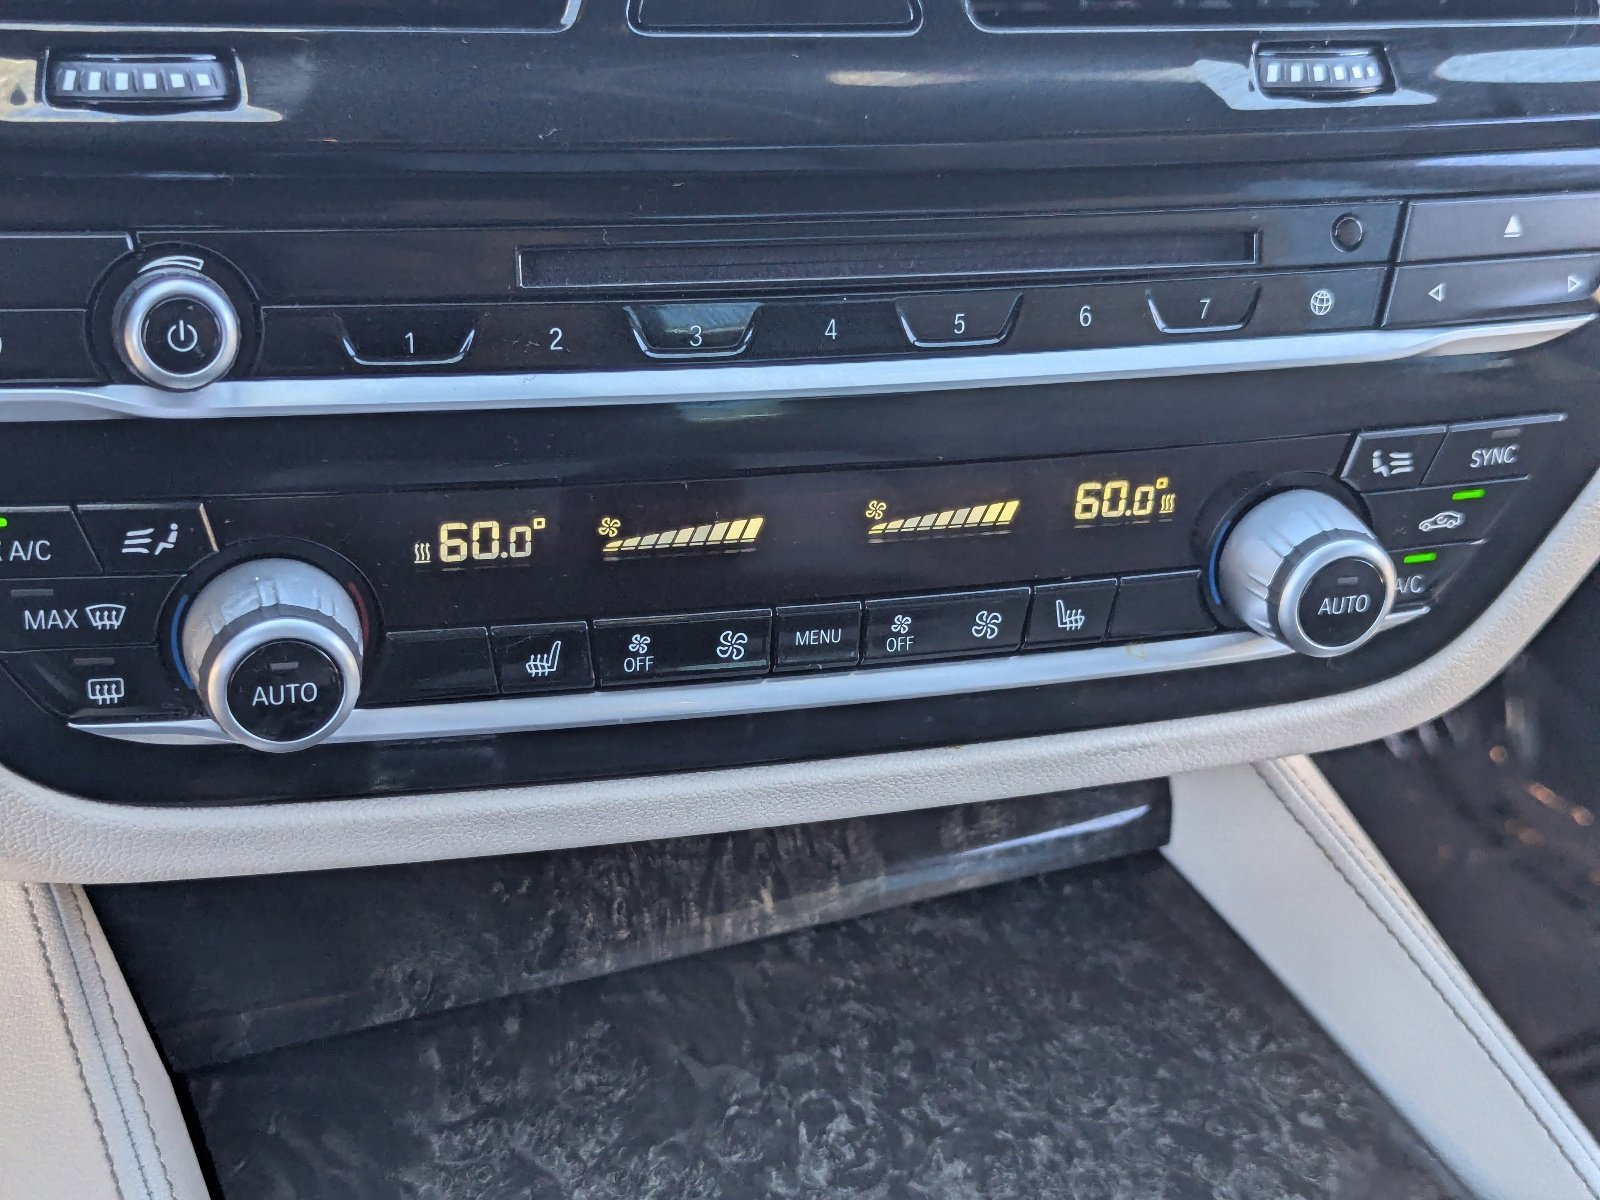 1 2 3 4 5 6 7
SYNC
60.0°
60.0°
A/C
A/C
MAX
AUTO
OFF
MENU
OFF
AUTO